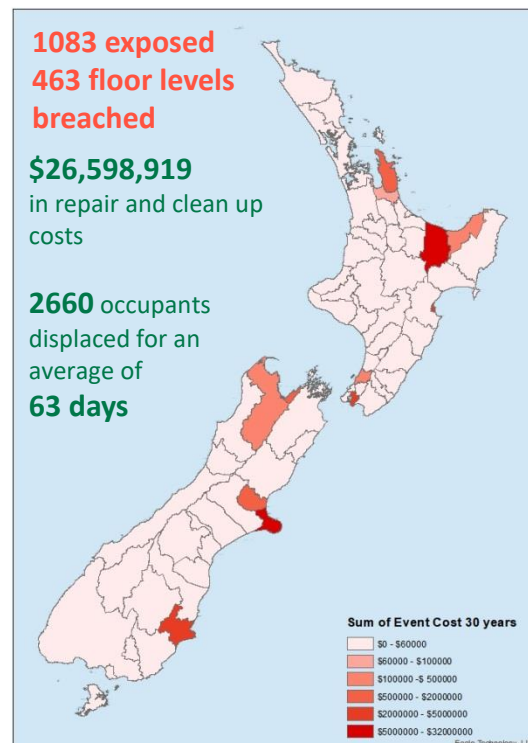 1083 exposed
463 floor levels
breached
$26,598,919
in repair and clean up
costs
2660 occupants
displaced for an
average of
63 days
Sum of Event Cost 30 years
$0 - $60000
$60000 - $100000
$100000 -$ 500000
$500000 - $2000000
$2000000 - $5000000
$5000000 - $32000000